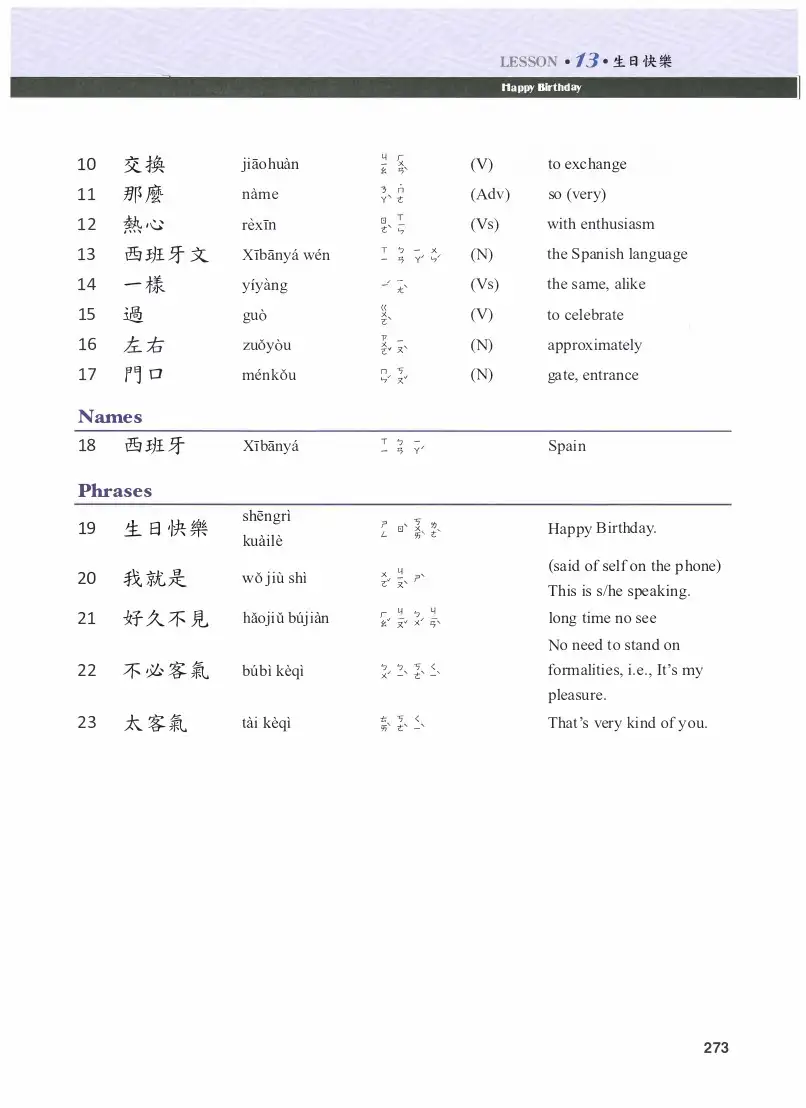 LESSON • 13 • 生日快樂
Happy Birthday
10 交換 jiāohuàn ㄐㄧㄠ ㄏㄨㄢˋ (V) to exchange
11 那麼 nàme ㄋㄚˋ ˙ㄇㄜ (Adv) so (very)
12 熱心 rèxīn ㄖㄜˋ ㄒㄧㄣ (Vs) with enthusiasm
13 西班牙文 Xībānyá wén ㄒㄧ ㄅㄢ ㄧㄚˊ ㄨㄣˊ (N) the Spanish language
14 一樣 yíyàng ㄧˊ ㄧㄤˋ (Vs) the same, alike
15 過 guò ㄍㄨㄛˋ (V) to celebrate
16 左右 zuǒyòu ㄗㄨㄛˇ ㄧㄡˋ (N) approximately
17 門口 ménkǒu ㄇㄣˊ ㄎㄡˇ (N) gate, entrance
Names
18 西班牙 Xībānyá ㄒㄧ ㄅㄢ ㄧㄚˊ Spain
Phrases
19 生日快樂 shēngrì kuàilè ㄕㄥ ㄖˋ ㄎㄨㄞˋ ㄌㄜˋ Happy Birthday.
20 我就是 wǒ jiù shì ㄨㄛˇ ㄐㄧㄡˋ ㄕˋ (said of self on the phone)
This is s/he speaking.
21 好久不見 hǎojiǔ bújiàn ㄏㄠˇ ㄐㄧㄡˇ ㄅㄨˊ ㄐㄧㄢˋ long time no see
22 不必客氣 búbì kèqì ㄅㄨˊ ㄅㄧˋ ㄎㄜˋ ㄑㄧˋ No need to stand on
formalities, i.e., It's my
pleasure.
23 太客氣 tài kèqì ㄊㄞˋ ㄎㄜˋ ㄑㄧˋ That's very kind of you.
273